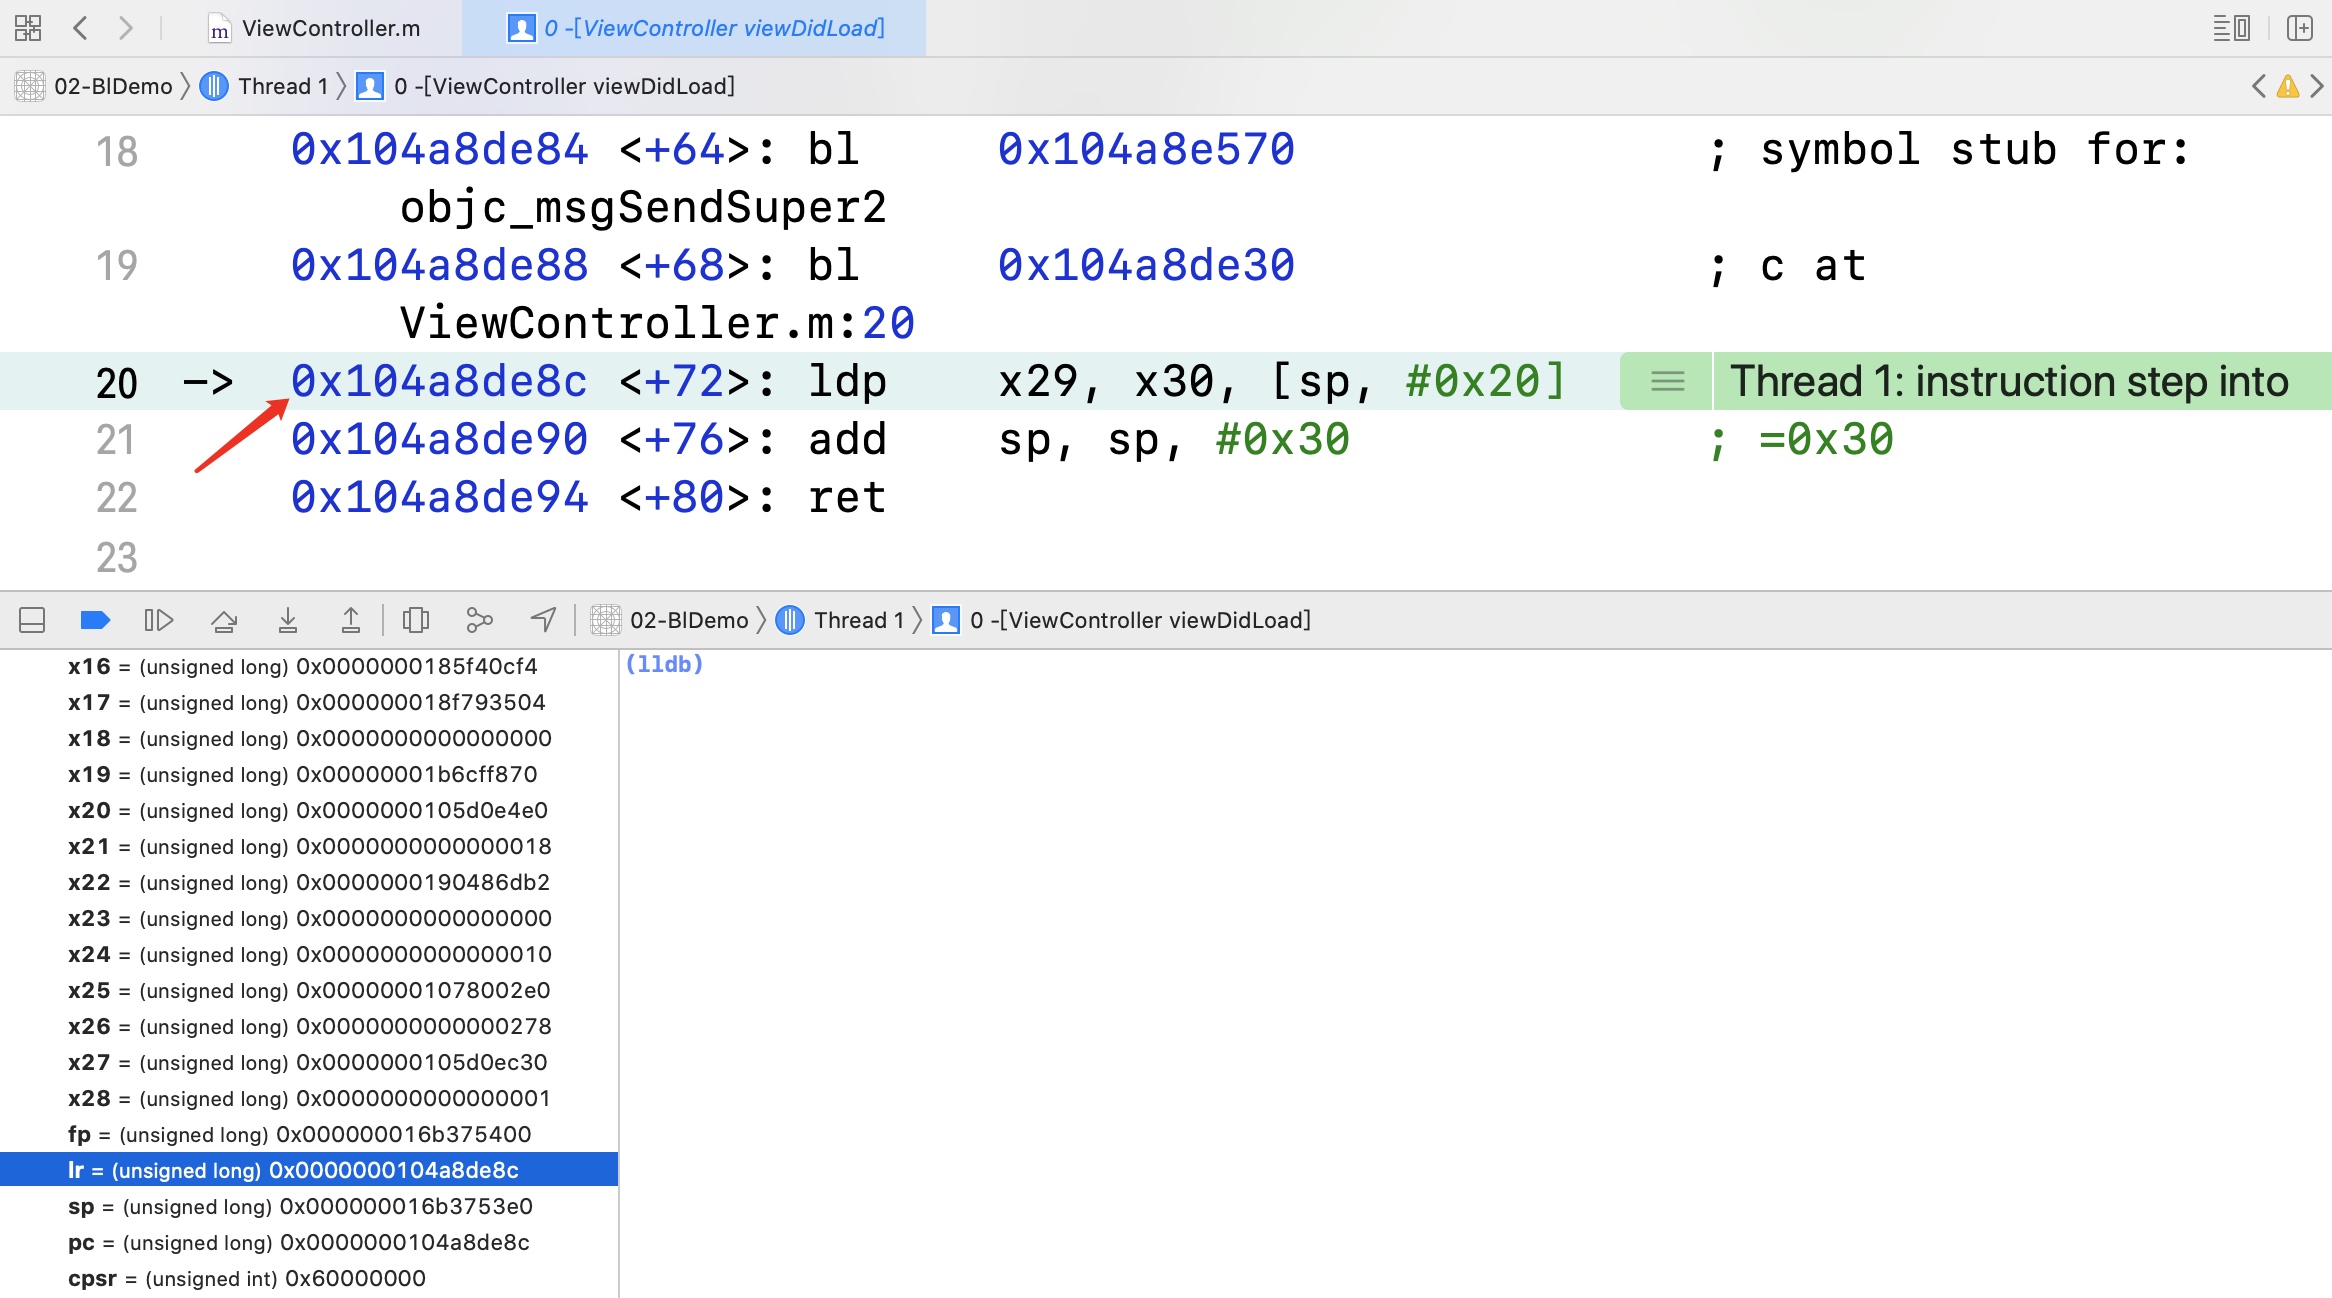 ViewController.m
0 -[ViewController viewDidLoad]
02-BlDemo 〉 Thread 1 〉 0 -[ViewController viewDidLoad]
18 0x104a8de84 <+64>: bl 0x104a8e570 ; symbol stub for:
objc_msgSendSuper2
19 0x104a8de88 <+68>: bl 0x104a8de30 ; c at
ViewController.m:20
20 -> 0x104a8de8c <+72>: ldp x29, x30, [sp, #0x20] Thread 1: instruction step into
21 0x104a8de90 <+76>: add sp, sp, #0x30 ; =0x30
22 0x104a8de94 <+80>: ret
23
02-BlDemo 〉 Thread 1 〉 0 -[ViewController viewDidLoad]
x16 = (unsigned long) 0x0000000185f40cf4
x17 = (unsigned long) 0x000000018f793504
x18 = (unsigned long) 0x0000000000000000
x19 = (unsigned long) 0x00000001b6cff870
x20 = (unsigned long) 0x0000000105d0e4e0
x21 = (unsigned long) 0x0000000000000018
x22 = (unsigned long) 0x0000000190486db2
x23 = (unsigned long) 0x0000000000000000
x24 = (unsigned long) 0x0000000000000010
x25 = (unsigned long) 0x00000001078002e0
x26 = (unsigned long) 0x0000000000000278
x27 = (unsigned long) 0x0000000105d0ec30
x28 = (unsigned long) 0x0000000000000001
fp = (unsigned long) 0x000000016b375400
lr = (unsigned long) 0x0000000104a8de8c
sp = (unsigned long) 0x000000016b3753e0
pc = (unsigned long) 0x0000000104a8de8c
cpsr = (unsigned int) 0x60000000
(lldb)